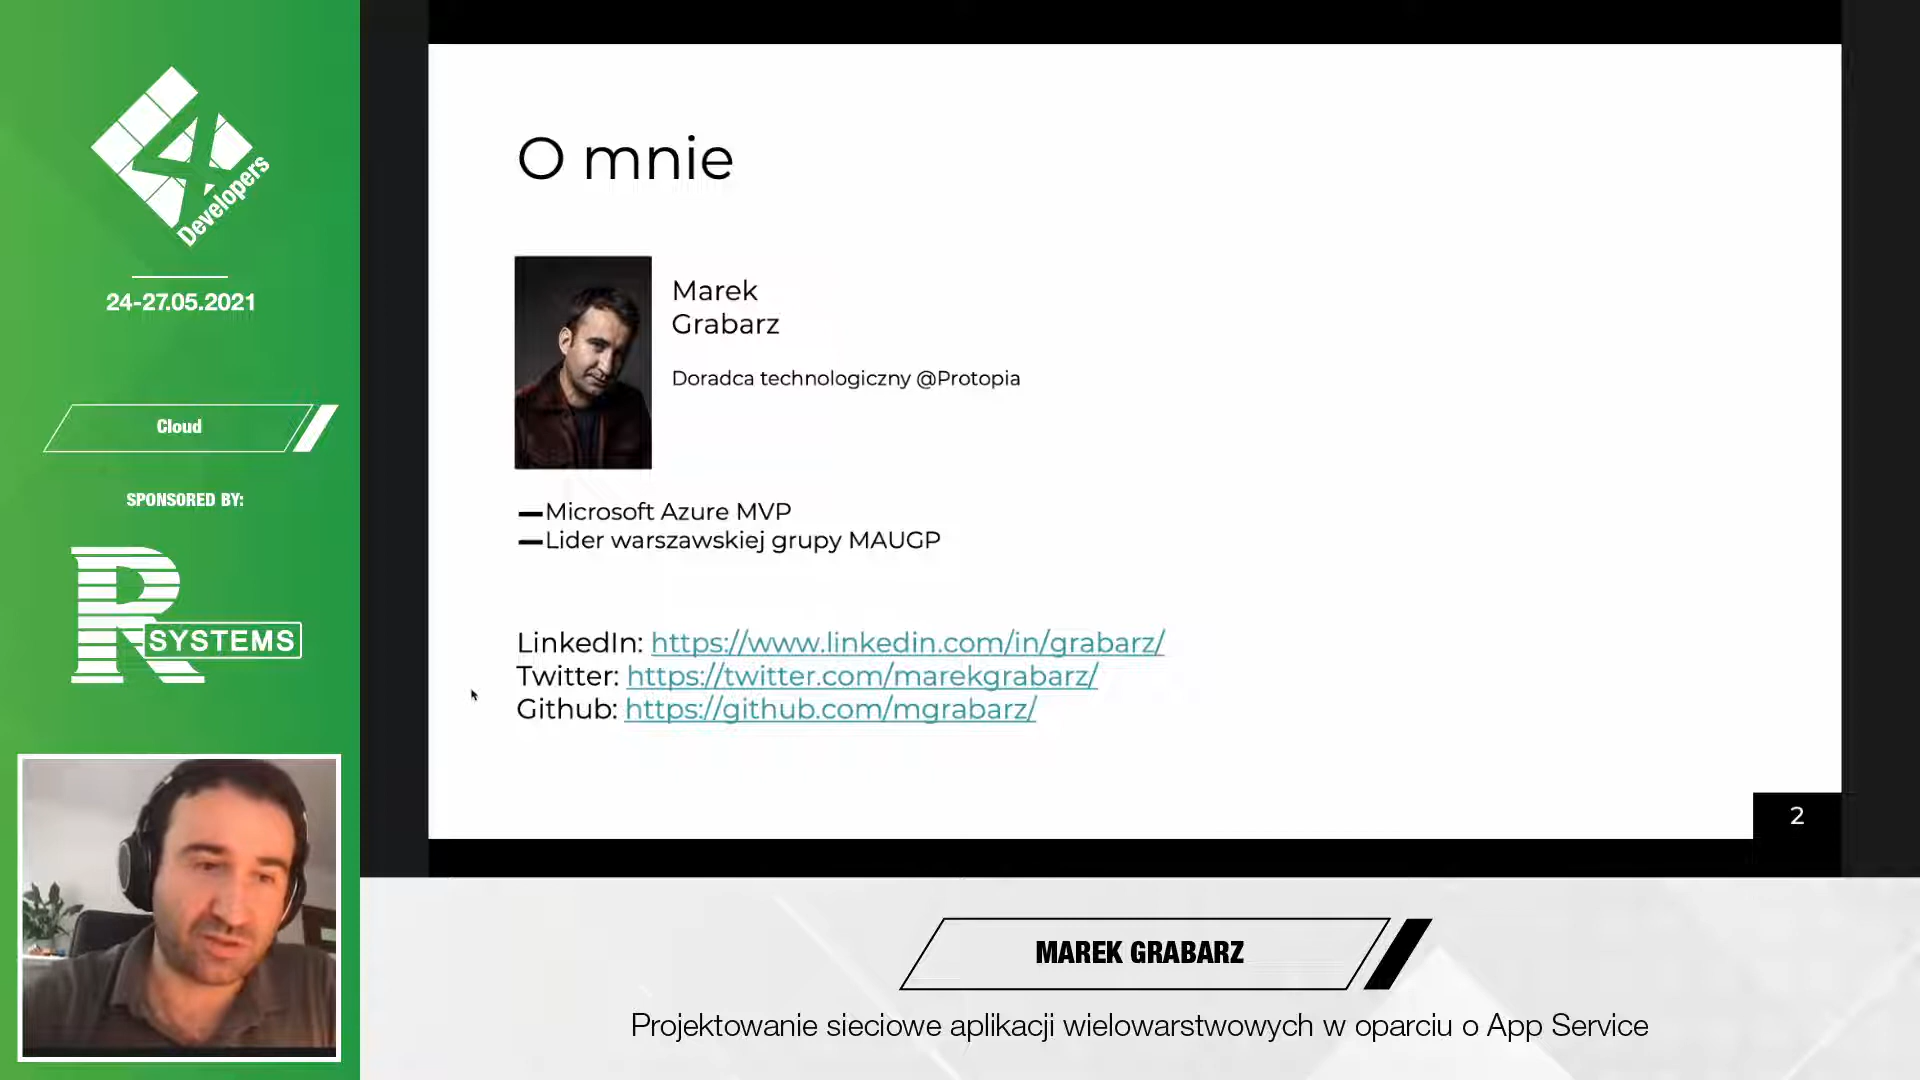 4
Developers
24-27.05.2021
Cloud
SPONSORED BY:
R
SYSTEMS
O mnie
Marek
Grabarz
Doradca technologiczny @Protopia
Microsoft Azure MVP
Lider warszawskiej grupy MAUGP
LinkedIn: https://www.linkedin.com/in/grabarz/
Twitter: https://twitter.com/marekgrabarz/
Github: https://github.com/mgrabarz/
2
MAREK GRABARZ
Projektowanie sieciowe aplikacji wielowarstwowych w oparciu o App Service